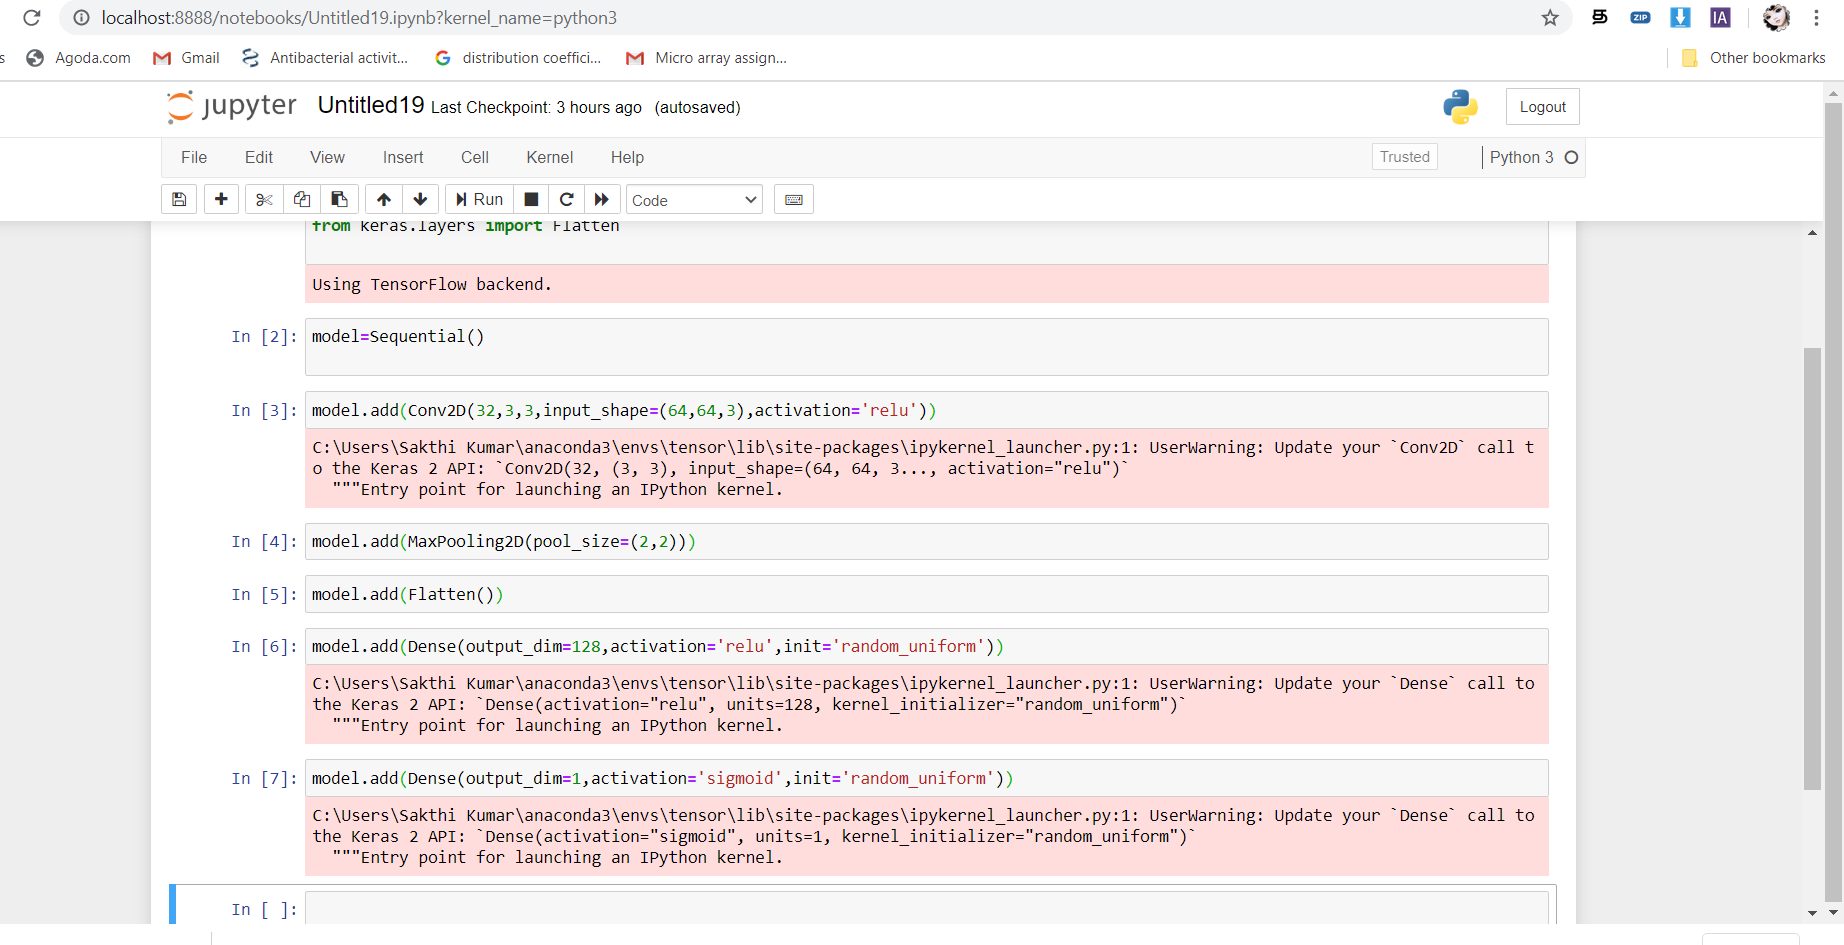 localhost:8888/notebooks/Untitled19.ipynb?kernel_name=python3
ZIP
IA
s Agoda.com Gmail Antibacterial activit... distribution coeffici... Micro array assign... Other bookmarks
jupyter Untitled19 Last Checkpoint: 3 hours ago (autosaved) Logout
File Edit View Insert Cell Kernel Help Trusted Python 3
Run Code
from keras.layers import Flatten
Using TensorFlow backend.
In [2]: model=Sequential()
In [3]: model.add(Conv2D(32,3,3,input_shape=(64,64,3),activation='relu'))
C:\Users\Sakthi Kumar\anaconda3\envs\tensor\lib\site-packages\ipykernel_launcher.py:1: UserWarning: Update your `Conv2D` call t
o the Keras 2 API: `Conv2D(32, (3, 3), input_shape=(64, 64, 3..., activation="relu")`
"""Entry point for launching an IPython kernel.
In [4]: model.add(MaxPooling2D(pool_size=(2,2)))
In [5]: model.add(Flatten())
In [6]: model.add(Dense(output_dim=128,activation='relu',init='random_uniform'))
C:\Users\Sakthi Kumar\anaconda3\envs\tensor\lib\site-packages\ipykernel_launcher.py:1: UserWarning: Update your `Dense` call to
the Keras 2 API: `Dense(activation="relu", units=128, kernel_initializer="random_uniform")`
"""Entry point for launching an IPython kernel.
In [7]: model.add(Dense(output_dim=1,activation='sigmoid',init='random_uniform'))
C:\Users\Sakthi Kumar\anaconda3\envs\tensor\lib\site-packages\ipykernel_launcher.py:1: UserWarning: Update your `Dense` call to
the Keras 2 API: `Dense(activation="sigmoid", units=1, kernel_initializer="random_uniform")`
"""Entry point for launching an IPython kernel.
In [ ]: